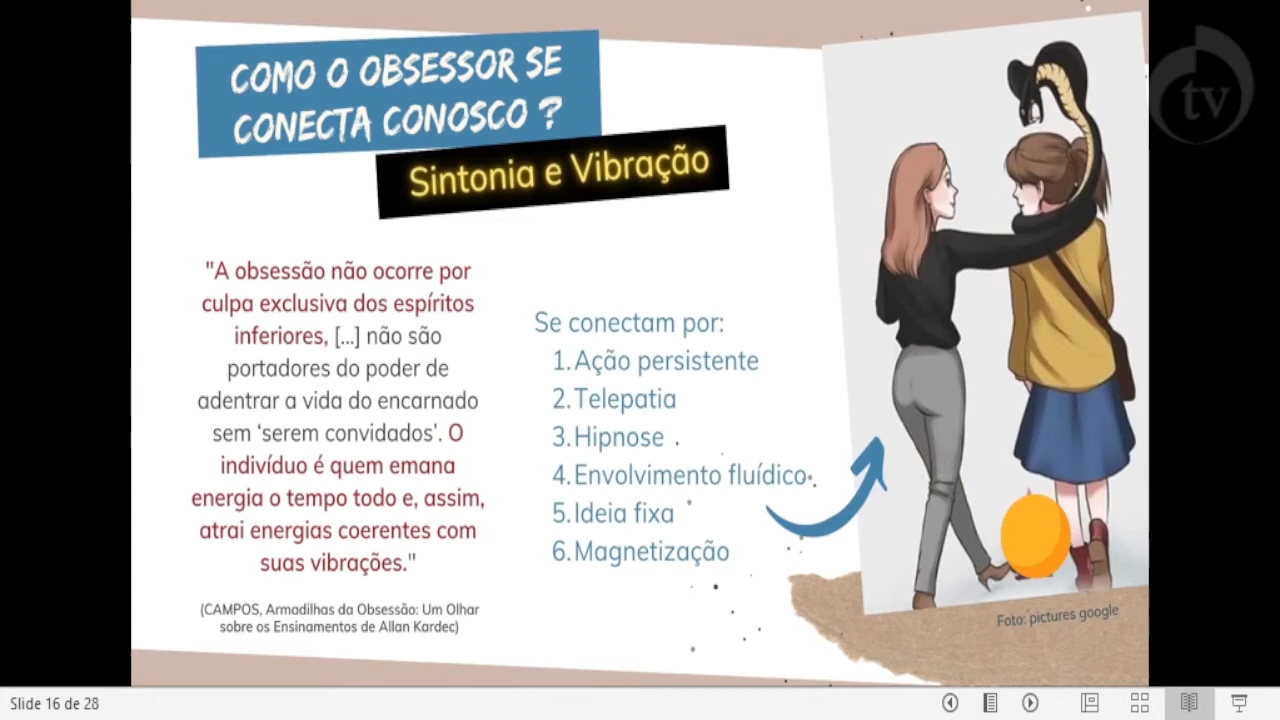 COMO O OBSESSOR SE
CONECTA CONOSCO ?
Sintonia e Vibração
"A obsessão não ocorre por
culpa exclusiva dos espíritos
inferiores, [...] não são
portadores do poder de
adentrar a vida do encarnado
sem ‘serem convidados’. O
indivíduo é quem emana
energia o tempo todo e, assim,
atrai energias coerentes com
suas vibrações."
(CAMPOS, Armadilhas da Obsessão: Um Olhar
sobre os Ensinamentos de Allan Kardec)
Se conectam por:
1. Ação persistente
2. Telepatia
3. Hipnose
4. Envolvimento fluídico
5. Ideia fixa
6. Magnetização
Foto: pictures google
tv
Slide 16 de 28